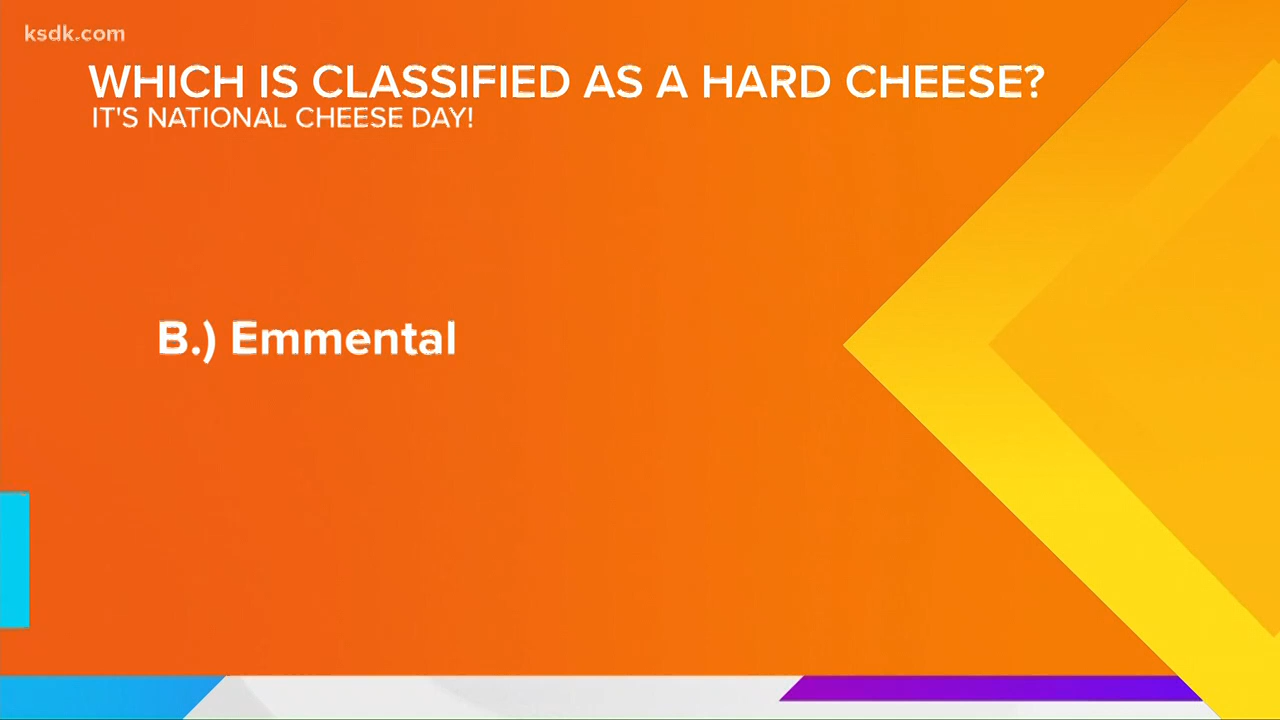 ksdk.com
WHICH IS CLASSIFIED AS A HARD CHEESE?
IT'S NATIONAL CHEESE DAY!
B.) Emmental